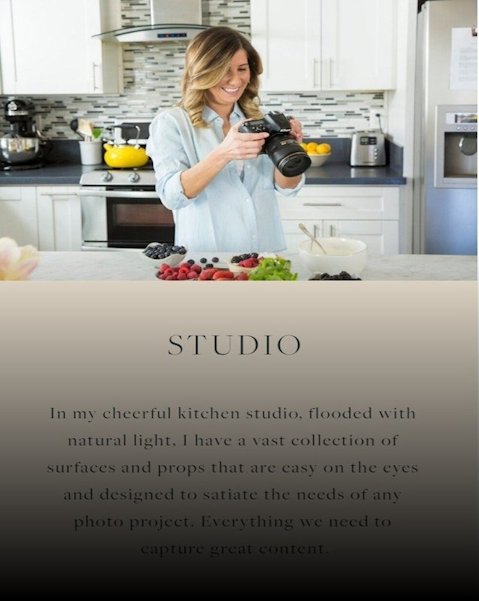 STUDIO
In my cheerful kitchen studio, flooded with
natural light, I have a vast collection of
surfaces and props that are easy on the eyes
and designed to satiate the needs of any
photo project. Everything we need to
capture great content.